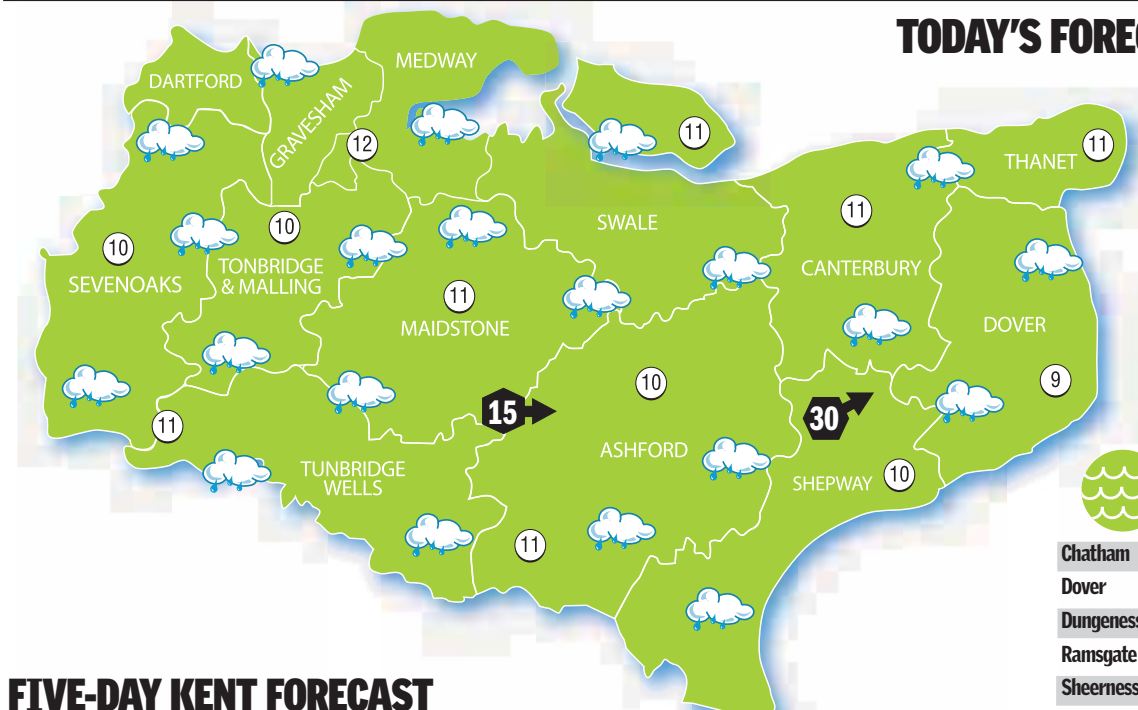 TODAY'S FOREC
MEDWAY
DARTFORD
GRAVESHAM
12
11
THANET
11
11
SWALE
10
10
SEVENOAKS
TONBRIDGE
& MALLING
CANTERBURY
11
MAIDSTONE
DOVER
10
9
15
30
11
ASHFORD
TUNBRIDGE
WELLS
SHEPWAY
10
11
Chatham
Dover
Dungeness
Ramsgate
Sheerness
FIVE-DAY KENT FORECAST